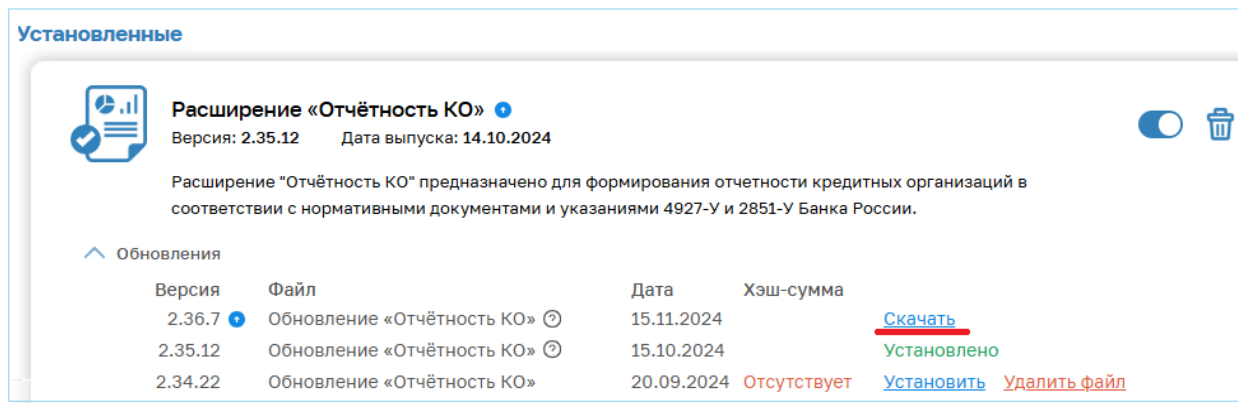 Установленные
Расширение «Отчётность КО»
Версия: 2.35.12 Дата выпуска: 14.10.2024
Расширение "Отчётность КО" предназначено для формирования отчетности кредитных организаций в
соответствии с нормативными документами и указаниями 4927-У и 2851-У Банка России.
Обновления
Версия Файл Дата Хэш-сумма
2.36.7 Обновление «Отчётность КО» 15.11.2024 Скачать
2.35.12 Обновление «Отчётность КО» 15.10.2024 Установлено
2.34.22 Обновление «Отчётность КО» 20.09.2024 Отсутствует Установить Удалить файл